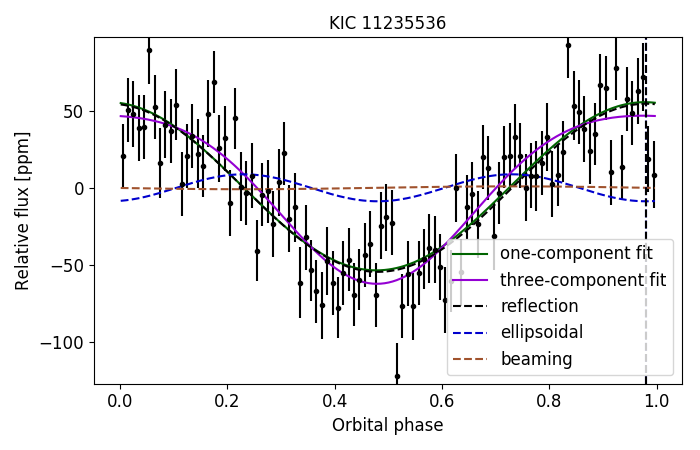 KIC 11235536
Relative flux [ppm]
50
0
−50
−100
one-component fit
three-component fit
reflection
ellipsoidal
beaming
0.0 0.2 0.4 0.6 0.8 1.0
Orbital phase